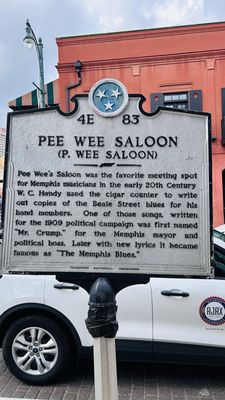 4E 83
PEE WEE SALOON
(P. WEE SALOON)
Pee Wee's Saloon was the favorite meeting spot
for Memphis musicians in the early 20th Century
W. C. Handy used the cigar counter to write
out copies of the Beale Street blues for his
band members. One of those songs, written
for the 1909 political campaign was first named
"Mr. Crump," for the Memphis mayor and
political boss. Later with new lyrics it became
famous as "The Memphis Blues."
TENNESSEE HISTORICAL COMMISSION
AJAX